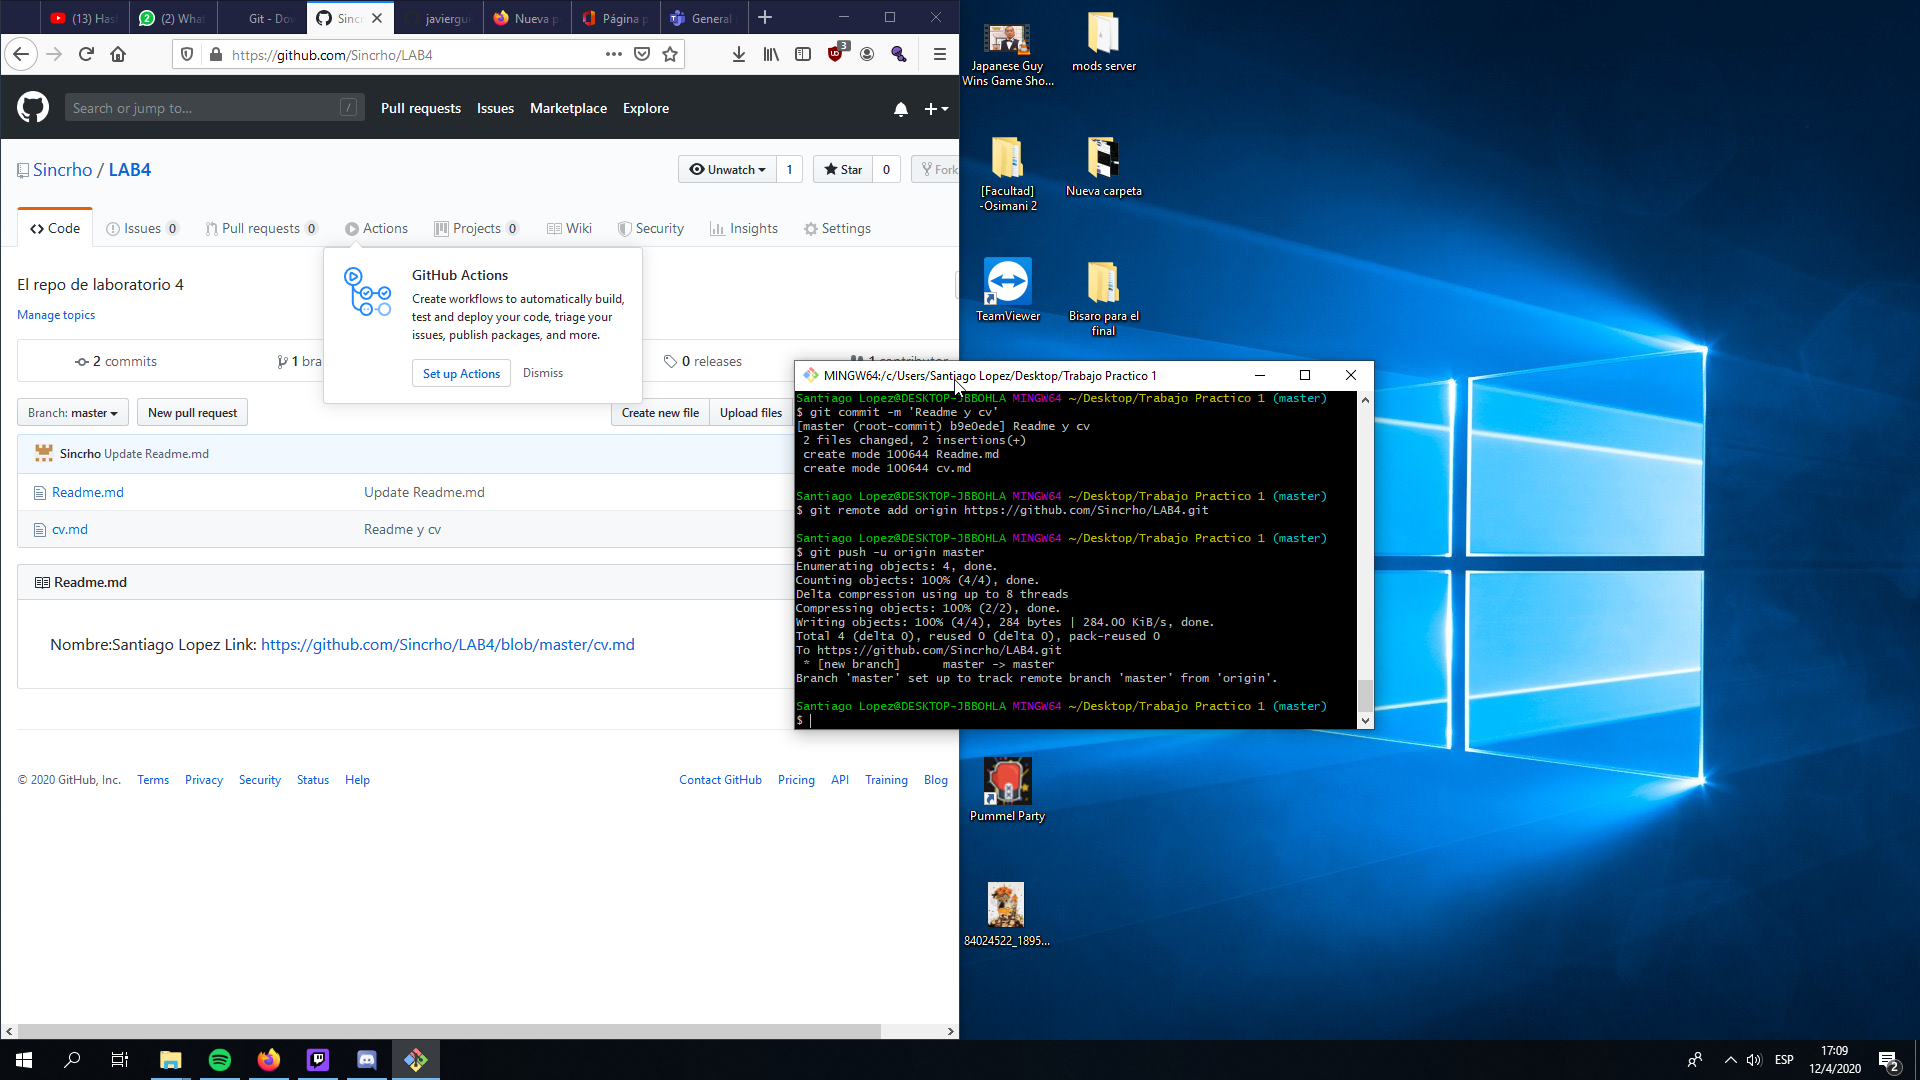 (13) Has
(2) What
Git - Dow
Sincr
javiergu
Nueva p
Página p
General
https://github.com/Sincrho/LAB4
3
Search or jump to...
/
Pull requests
Issues
Marketplace
Explore
Sincrho / LAB4
Unwatch
1
Star
0
Fork
Code
Issues 0
Pull requests 0
Actions
Projects 0
Wiki
Security
Insights
Settings
El repo de laboratorio 4
Manage topics
GitHub Actions
Create workflows to automatically build,
test and deploy your code, triage your
issues, publish packages, and more.
Set up Actions
Dismiss
2 commits
1 bra
0 releases
1 contributor
Branch: master
New pull request
Create new file
Upload files
Sincrho Update Readme.md
Readme.md
Update Readme.md
cv.md
Readme y cv
Readme.md
Nombre:Santiago Lopez Link: https://github.com/Sincrho/LAB4/blob/master/cv.md
© 2020 GitHub, Inc.
Terms
Privacy
Security
Status
Help
Contact GitHub
Pricing
API
Training
Blog
MINGW64:/c/Users/Santiago Lopez/Desktop/Trabajo Practico 1
Santiago Lopez@DESKTOP-JBBOHLA MINGW64 ~/Desktop/Trabajo Practico 1 (master)
$ git commit -m 'Readme y cv'
[master (root-commit) b9e0ede] Readme y cv
2 files changed, 2 insertions(+)
create mode 100644 Readme.md
create mode 100644 cv.md
Santiago Lopez@DESKTOP-JBBOHLA MINGW64 ~/Desktop/Trabajo Practico 1 (master)
$ git remote add origin https://github.com/Sincrho/LAB4.git
Santiago Lopez@DESKTOP-JBBOHLA MINGW64 ~/Desktop/Trabajo Practico 1 (master)
$ git push -u origin master
Enumerating objects: 4, done.
Counting objects: 100% (4/4), done.
Delta compression using up to 8 threads
Compressing objects: 100% (2/2), done.
Writing objects: 100% (4/4), 284 bytes | 284.00 KiB/s, done.
Total 4 (delta 0), reused 0 (delta 0), pack-reused 0
To https://github.com/Sincrho/LAB4.git
* [new branch] master -> master
Branch 'master' set up to track remote branch 'master' from 'origin'.
Santiago Lopez@DESKTOP-JBBOHLA MINGW64 ~/Desktop/Trabajo Practico 1 (master)
$
Japanese Guy
Wins Game Sho...
mods server
[Facultad]
-Osimani 2
Nueva carpeta
TeamViewer
Bisaro para el
final
Pummel Party
84024522_1895...
ESP
17:09
12/4/2020
2